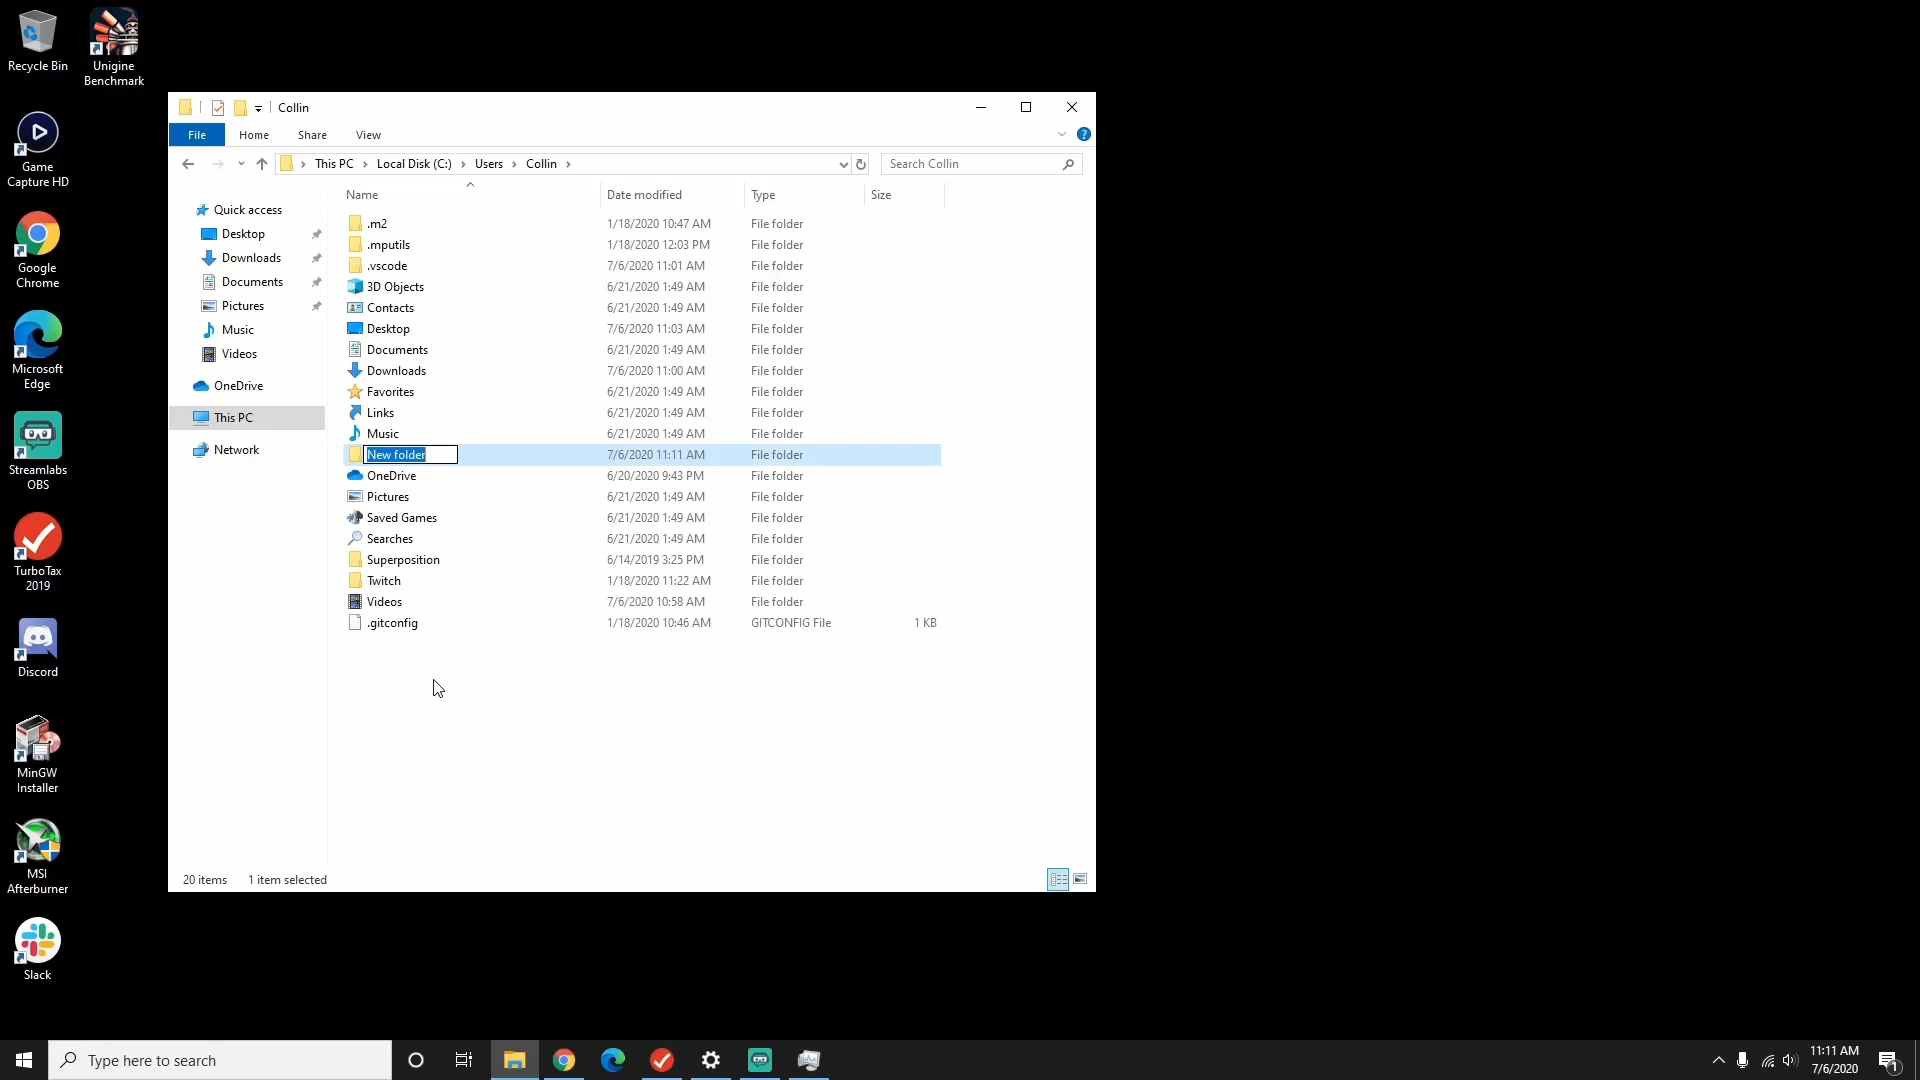 Recycle Bin
Unigine
Benchmark
Game
Capture HD
Google
Chrome
Microsoft
Edge
Streamlabs
OBS
TurboTax
2019
Discord
MinGW
Installer
MSI
Afterburner
Slack
Collin
File Home Share View
This PC Local Disk (C:) Users Collin
Search Collin
Quick access
Desktop
Downloads
Documents
Pictures
Music
Videos
OneDrive
This PC
Network
Name Date modified Type Size
.m2 1/18/2020 10:47 AM File folder
.mputils 1/18/2020 12:03 PM File folder
.vscode 7/6/2020 11:01 AM File folder
3D Objects 6/21/2020 1:49 AM File folder
Contacts 6/21/2020 1:49 AM File folder
Desktop 7/6/2020 11:03 AM File folder
Documents 6/21/2020 1:49 AM File folder
Downloads 7/6/2020 11:00 AM File folder
Favorites 6/21/2020 1:49 AM File folder
Links 6/21/2020 1:49 AM File folder
Music 6/21/2020 1:49 AM File folder
New folder 7/6/2020 11:11 AM File folder
OneDrive 6/20/2020 9:43 PM File folder
Pictures 6/21/2020 1:49 AM File folder
Saved Games 6/21/2020 1:49 AM File folder
Searches 6/21/2020 1:49 AM File folder
Superposition 6/14/2019 3:25 PM File folder
Twitch 1/18/2020 11:22 AM File folder
Videos 7/6/2020 10:58 AM File folder
.gitconfig 1/18/2020 10:46 AM GITCONFIG File 1 KB
20 items 1 item selected
Type here to search
11:11 AM
7/6/2020
1